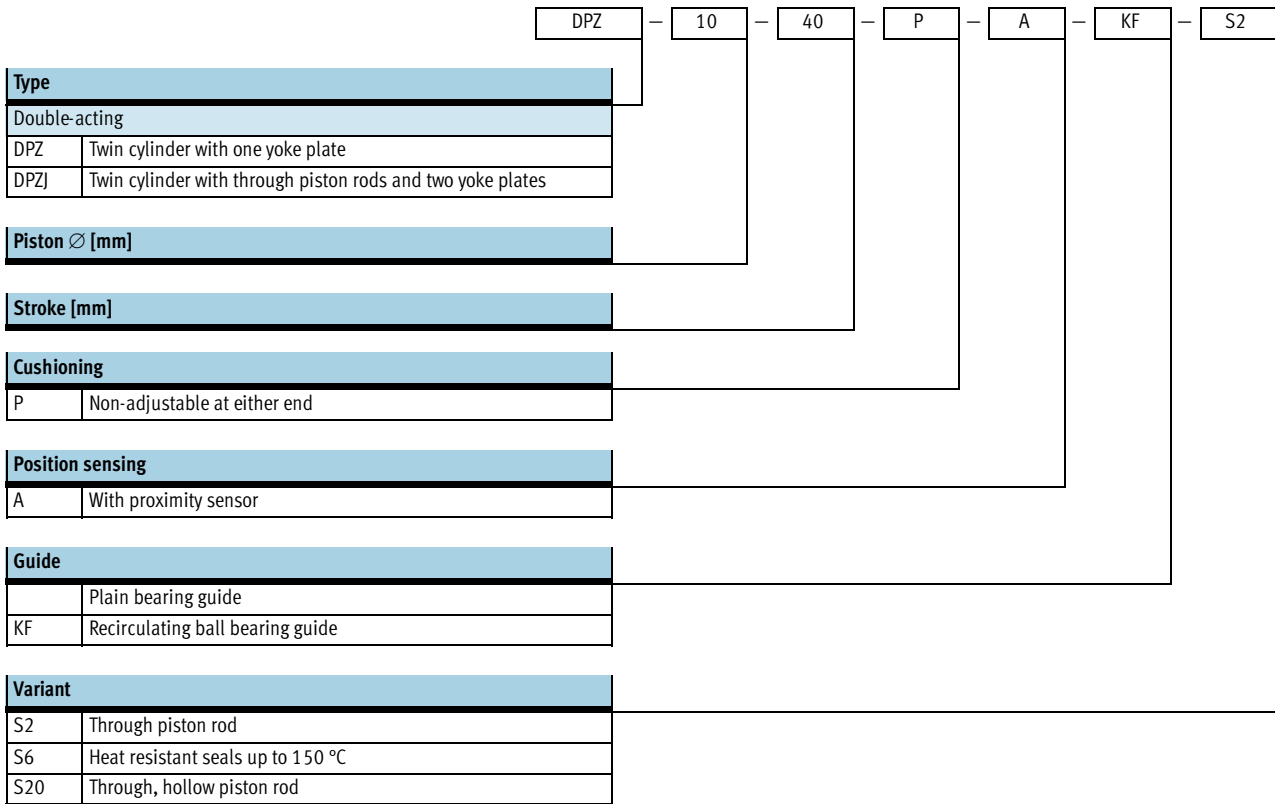 DPZ – 10 – 40 – P – A – KF – S2
Type
Double-acting
DPZ Twin cylinder with one yoke plate
DPZJ Twin cylinder with through piston rods and two yoke plates
Piston ∅ [mm]
Stroke [mm]
Cushioning
P Non-adjustable at either end
Position sensing
A With proximity sensor
Guide
Plain bearing guide
KF Recirculating ball bearing guide
Variant
S2 Through piston rod
S6 Heat resistant seals up to 150 °C
S20 Through, hollow piston rod